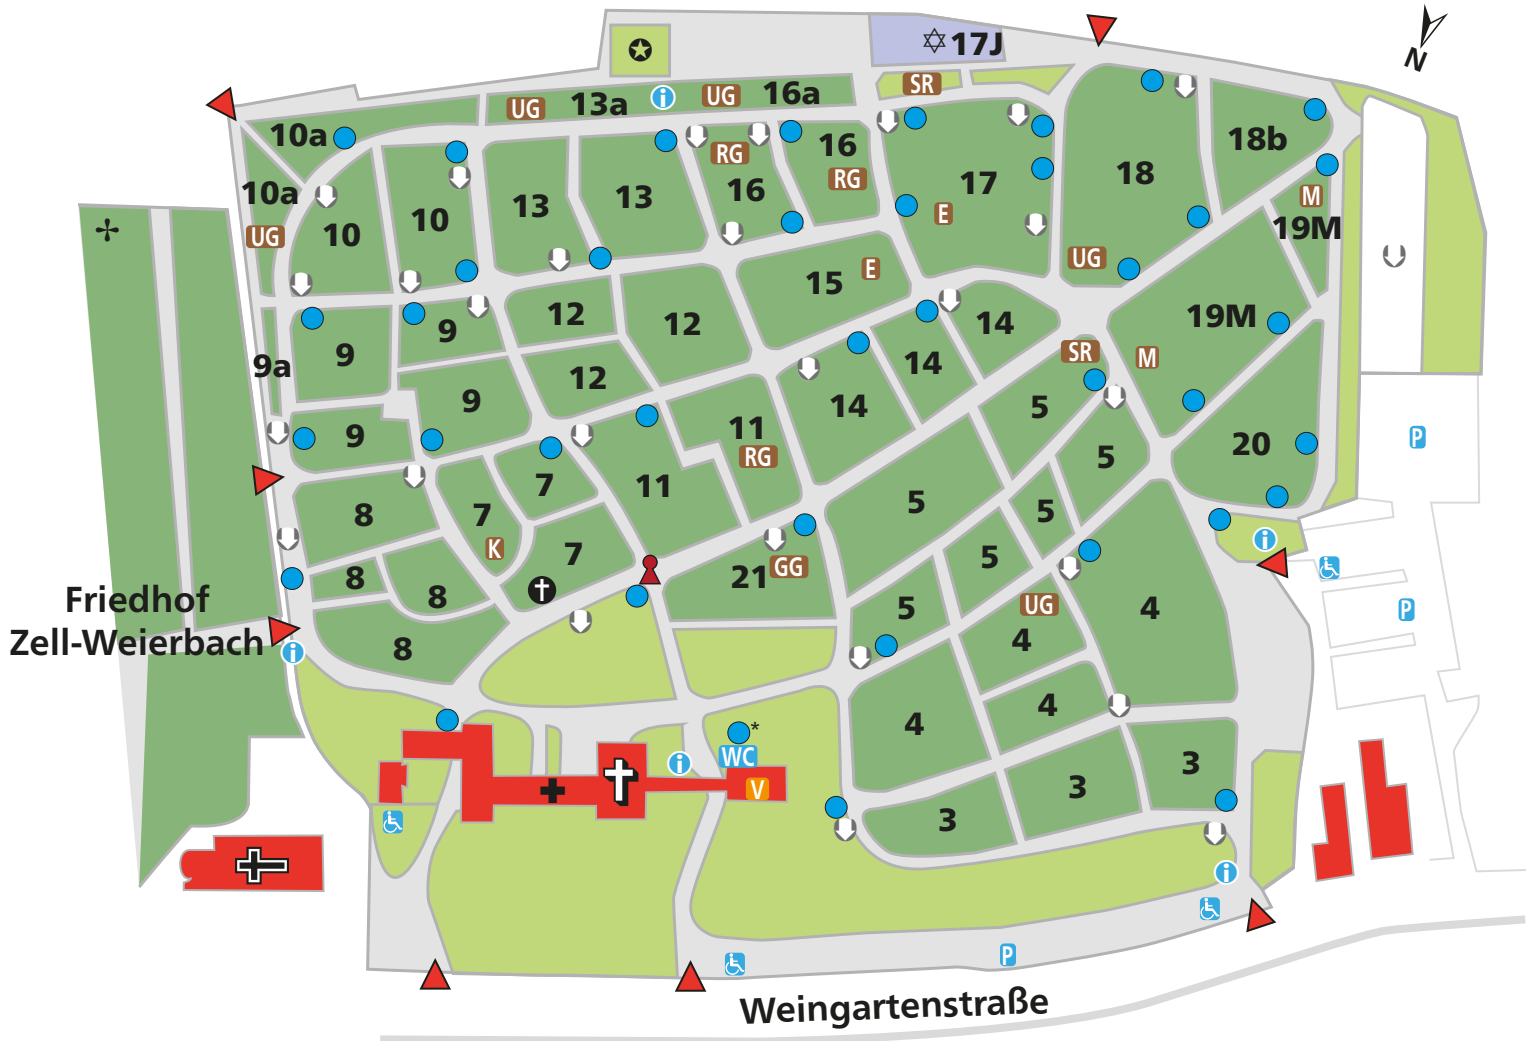 17J
N
SR
13a
UG
UG
16a
10a
18b
16
RG
RG
18
10a
16
17
M
13
13
E
19M
10
10
UG
UG
15
E
12
19M
9
12
14
9
SR
M
14
9a
12
5
9
14
11
RG
9
5
20
P
7
11
8
7
5
5
K
7
5
8
21
GG
8
UG
5
4
P
Friedhof
Zell-Weierbach
8
4
4
4
*
WC
V
3
3
3
P
Weingartenstraße
i
i
i
i
i